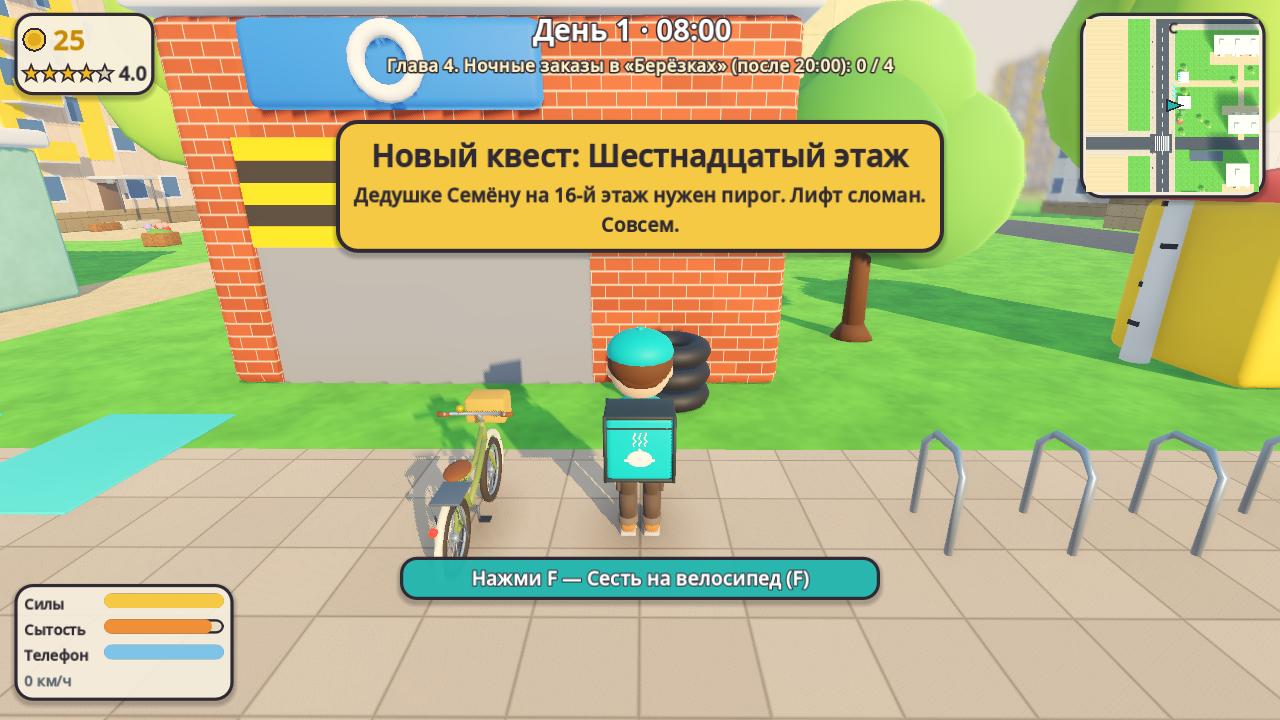 25
4.0
День 1 · 08:00
Глава 4. Ночные заказы в «Берёзках» (после 20:00): 0 / 4
С
Новый квест: Шестнадцатый этаж
Дедушке Семёну на 16-й этаж нужен пирог. Лифт сломан.
Совсем.
Нажми F — Сесть на велосипед (F)
Силы
Сытость
Телефон
0 км/ч